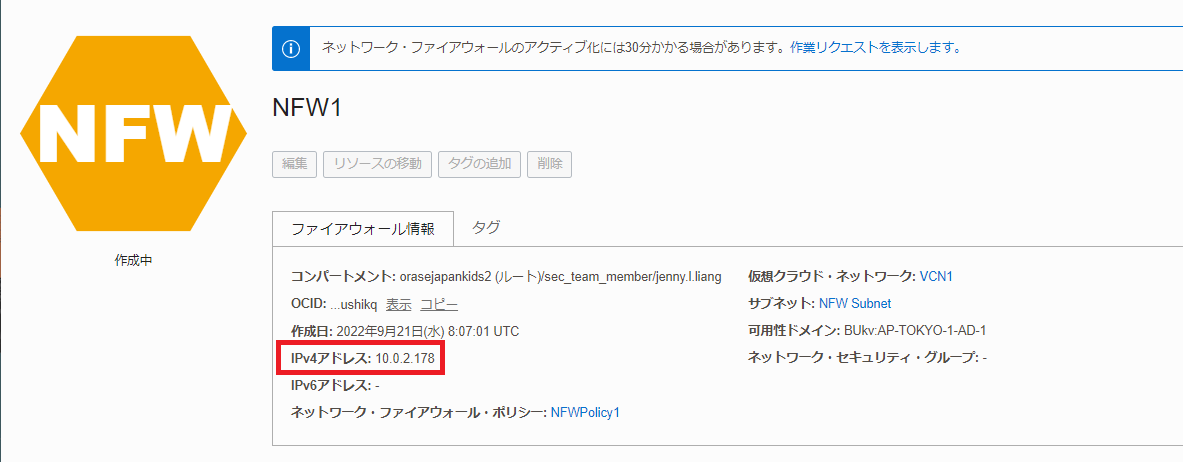 NFW
作成中
ネットワーク・ファイアウォールのアクティブ化には30分かかる場合があります。作業リクエストを表示します。
NFW1
編集 リソースの移動 タグの追加 削除
ファイアウォール情報 タグ
コンパートメント: orasejapankids2 (ルート)/sec_team_member/jenny.l.liang
OCID: ...ushikq 表示 コピー
作成日: 2022年9月21日(水) 8:07:01 UTC
IPv4アドレス: 10.0.2.178
IPv6アドレス: -
ネットワーク・ファイアウォール・ポリシー: NFWPolicy1
仮想クラウド・ネットワーク: VCN1
サブネット: NFW Subnet
可用性ドメイン: BUkv:AP-TOKYO-1-AD-1
ネットワーク・セキュリティ・グループ: -